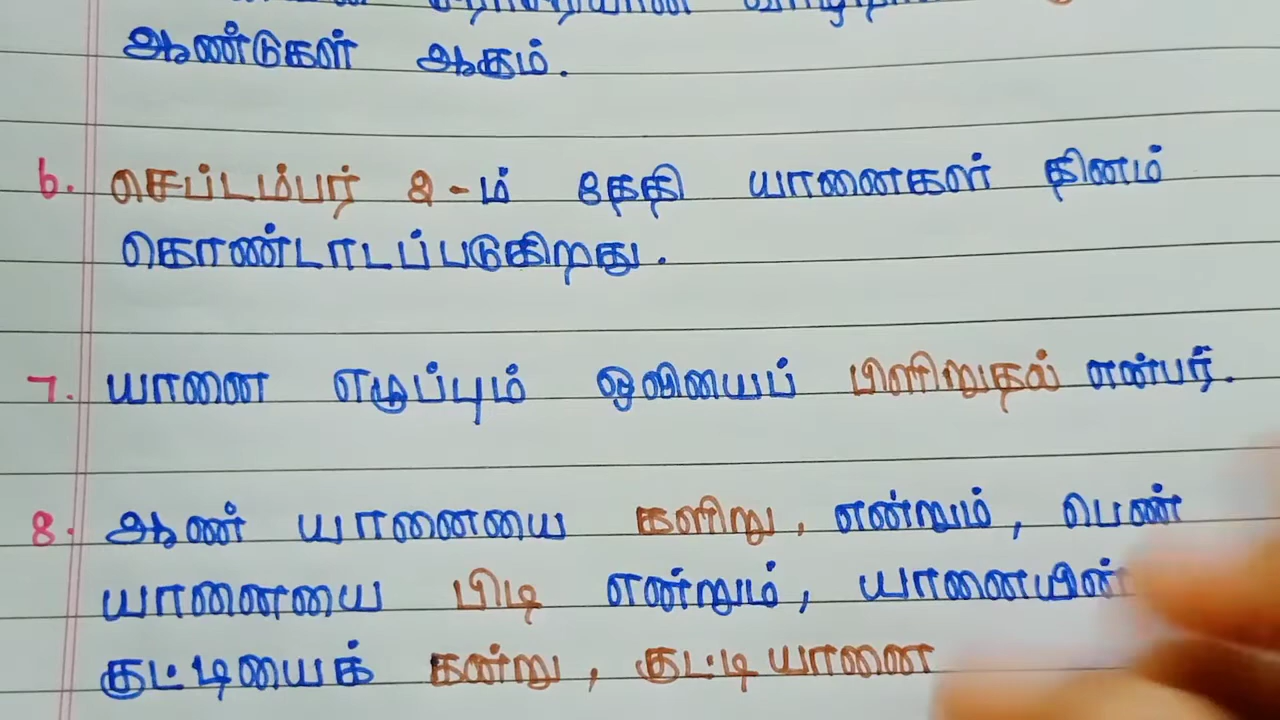 ஆண்டுகள் ஆகும்.
6. செப்டம்பர் 2-ம் தேதி யானைகள் தினம்
கொண்டாடப்படுகிறது.
7. யானை எழுப்பும் ஒலியைப் பிளிறுதல் என்பர்.
8. ஆண் யானையை களிறு, என்றும், பெண்
யானையை பிடி என்றும், யானையின்
குட்டியைக் கன்று, குட்டி யானை